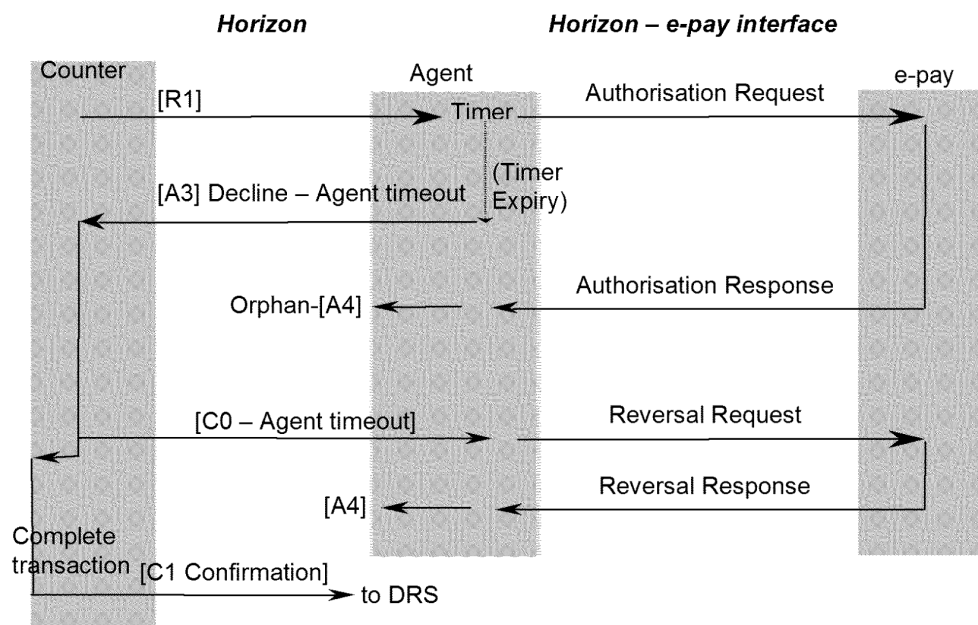 Horizon
Horizon – e-pay interface
Counter
Agent
e-pay
[R1]
Timer
Authorisation Request
(Timer
Expiry)
[A3] Decline – Agent timeout
Authorisation Response
Orphan-[A4]
[C0 – Agent timeout]
Reversal Request
Reversal Response
[A4]
Complete
transaction
[C1 Confirmation]
to DRS